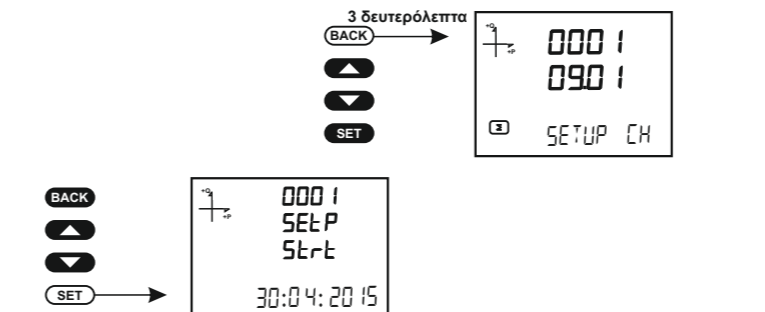 3 δευτερόλεπτα
BACK
SET
+Q
+P
0001
09.01
SETUP CH
BACK
SET
+Q
+P
0001
SEtP
Strt
30:04:2015